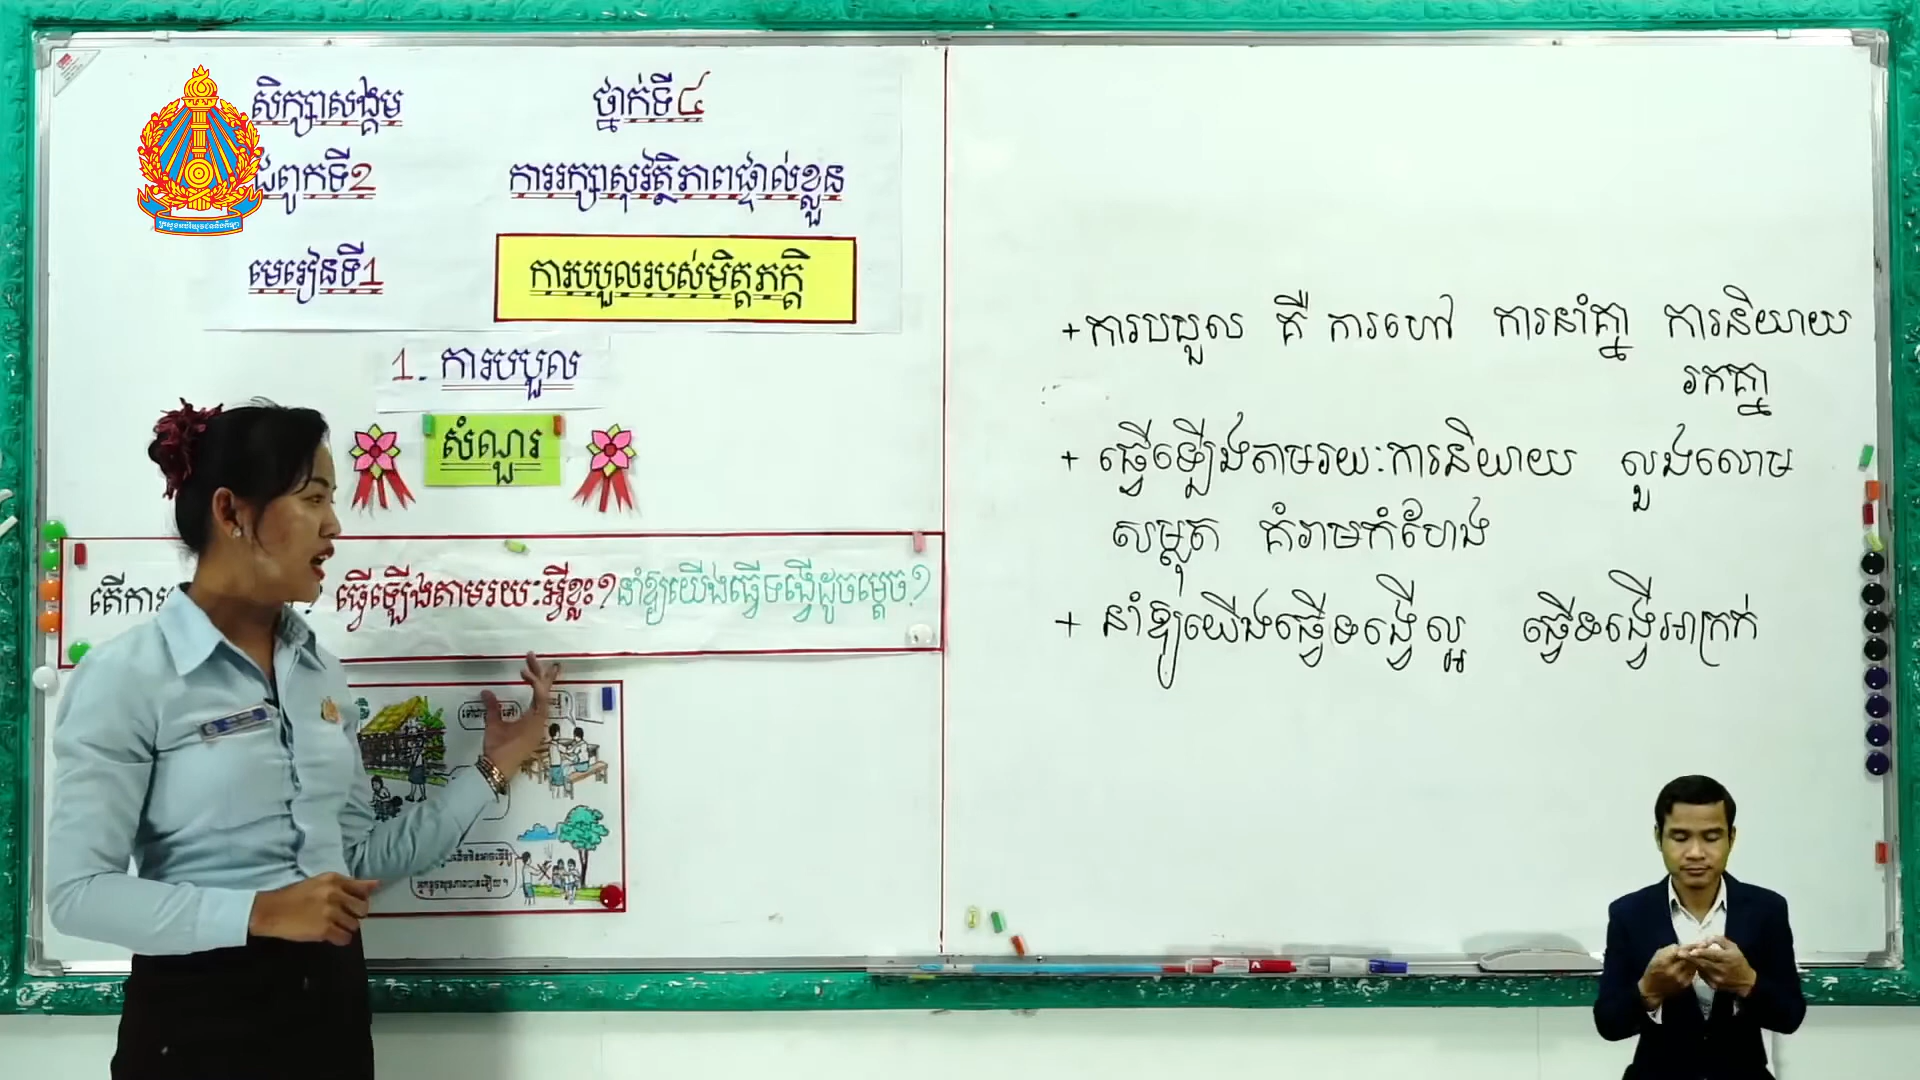 សិក្សាសង្គម ថ្នាក់ទី៤
ជំពូកទី2 ការរក្សាសុវត្ថិភាពផ្ទាល់ខ្លួន
មេរៀនទី1 ការបបួលរបស់មិត្តភក្តិ
1. ការបបួល
សំណួរ
តើការ ធ្វើឡើងតាមរយៈអ្វីខ្លះ? នាំឱ្យយើងធ្វើទង្វើដូចម្តេច?
+ ការបបួល គឺ ការហៅ ការនាំគ្នា ការនិយាយ
រកគ្នា
+ ធ្វើឡើងតាមរយៈការនិយាយ លួងលោម
សម្លុត គំរាមកំហែង
+ នាំឱ្យយើងធ្វើទង្វើល្អ ធ្វើទង្វើអាក្រក់